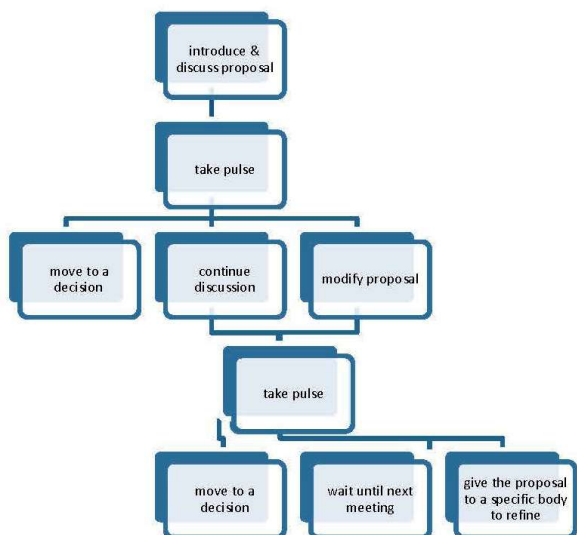 introduce &
discuss proposal
take pulse
move to a
decision
continue
discussion
modify proposal
take pulse
move to a
decision
wait until next
meeting
give the proposal
to a specific body
to refine